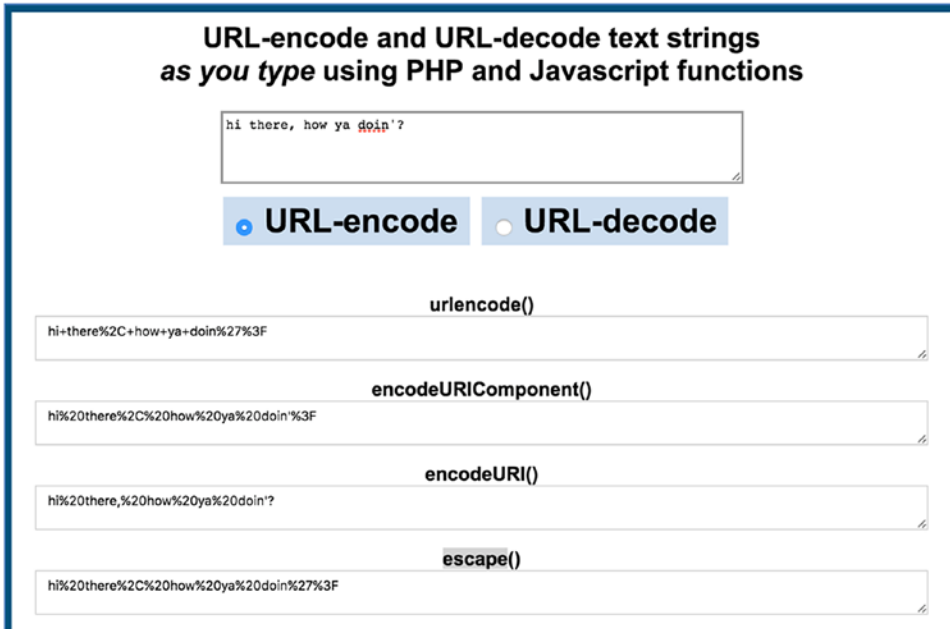 URL-encode and URL-decode text strings
as you type using PHP and Javascript functions
hi there, how ya doin'?
URL-encode URL-decode
urlencode()
hi+there%2C+how+ya+doin%27%3F
encodeURIComponent()
hi%20there%2C%20how%20ya%20doin'%3F
encodeURI()
hi%20there,%20how%20ya%20doin'?
escape()
hi%20there%2C%20how%20ya%20doin%27%3F